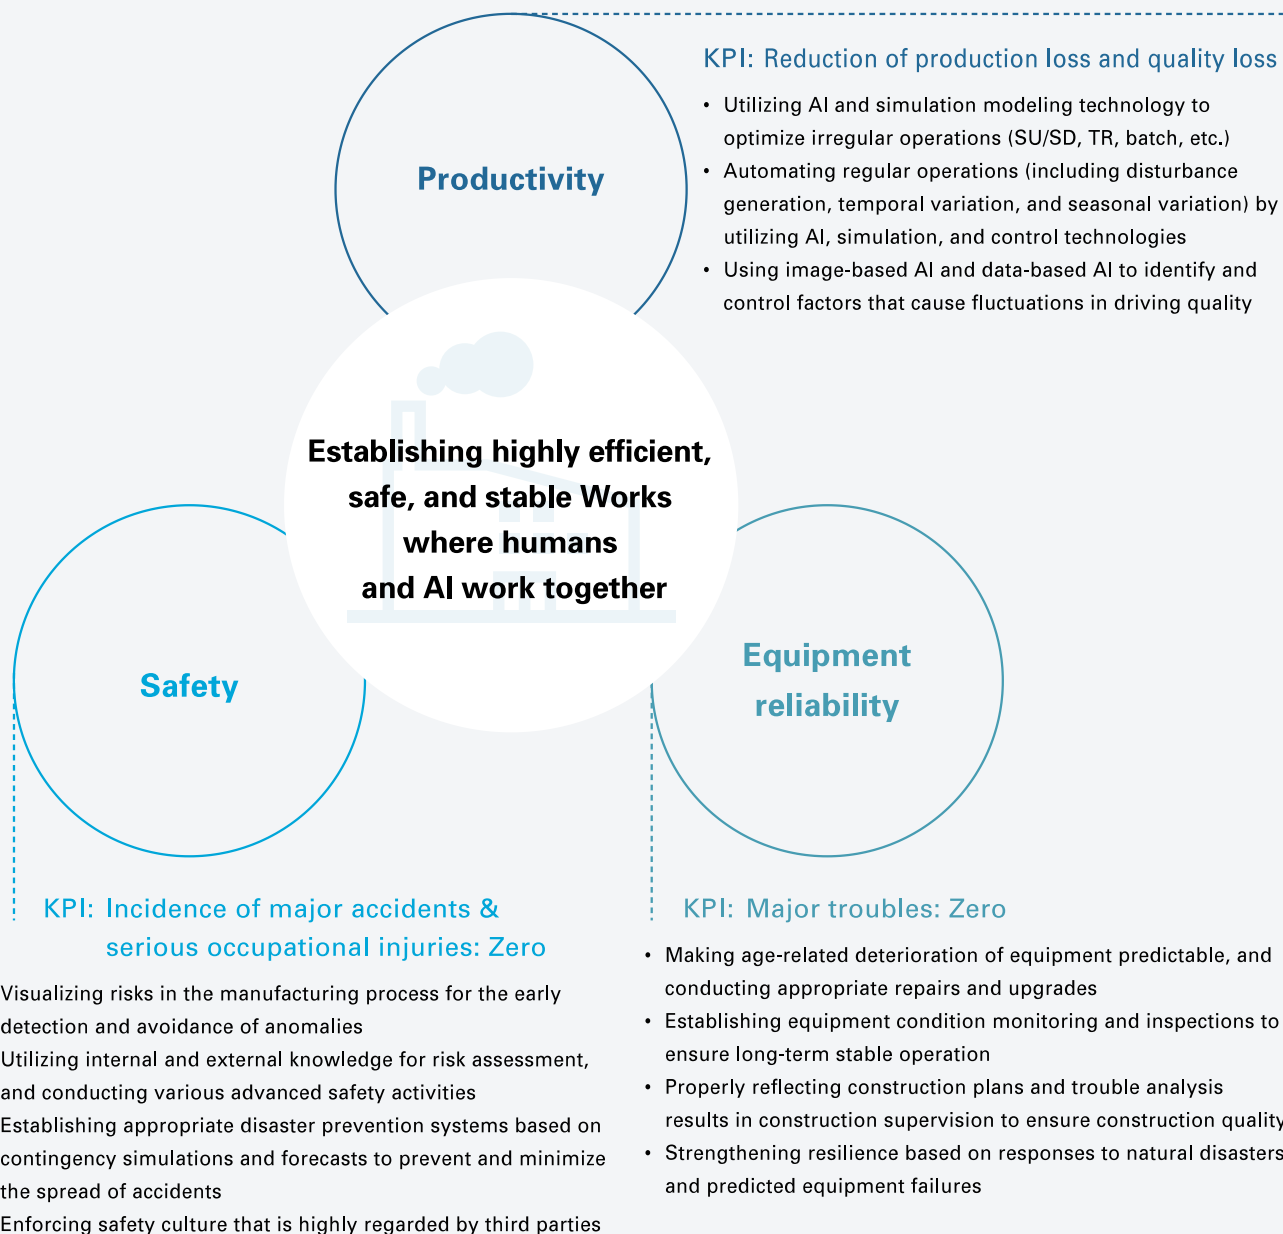 KPI: Reduction of production loss and quality loss
• Utilizing AI and simulation modeling technology to
optimize irregular operations (SU/SD, TR, batch, etc.)
• Automating regular operations (including disturbance
generation, temporal variation, and seasonal variation) by
utilizing AI, simulation, and control technologies
• Using image-based AI and data-based AI to identify and
control factors that cause fluctuations in driving quality
Productivity
Establishing highly efficient,
safe, and stable Works
where humans
and AI work together
Safety
Equipment
reliability
KPI: Incidence of major accidents &
serious occupational injuries: Zero
Visualizing risks in the manufacturing process for the early
detection and avoidance of anomalies
Utilizing internal and external knowledge for risk assessment,
and conducting various advanced safety activities
Establishing appropriate disaster prevention systems based on
contingency simulations and forecasts to prevent and minimize
the spread of accidents
Enforcing safety culture that is highly regarded by third parties
KPI: Major troubles: Zero
• Making age-related deterioration of equipment predictable, and
conducting appropriate repairs and upgrades
• Establishing equipment condition monitoring and inspections to
ensure long-term stable operation
• Properly reflecting construction plans and trouble analysis
results in construction supervision to ensure construction quality
• Strengthening resilience based on responses to natural disasters
and predicted equipment failures